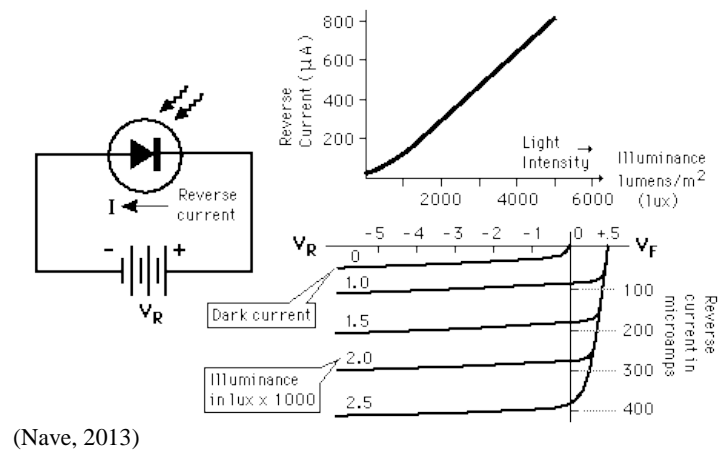 800
600
400
200
Reverse
Current (μA)
Light
Intensity
2000
4000
6000
Illuminance
lumens/m²
(lux)
Reverse
current
I
-
+
V_R
V_R
-5
-4
-3
-2
-1
0
+.5
V_F
0
1.0
1.5
2.0
2.5
Dark current
Illuminance
in lux x 1000
100
200
300
400
Reverse
current in
microamps
(Nave, 2013)